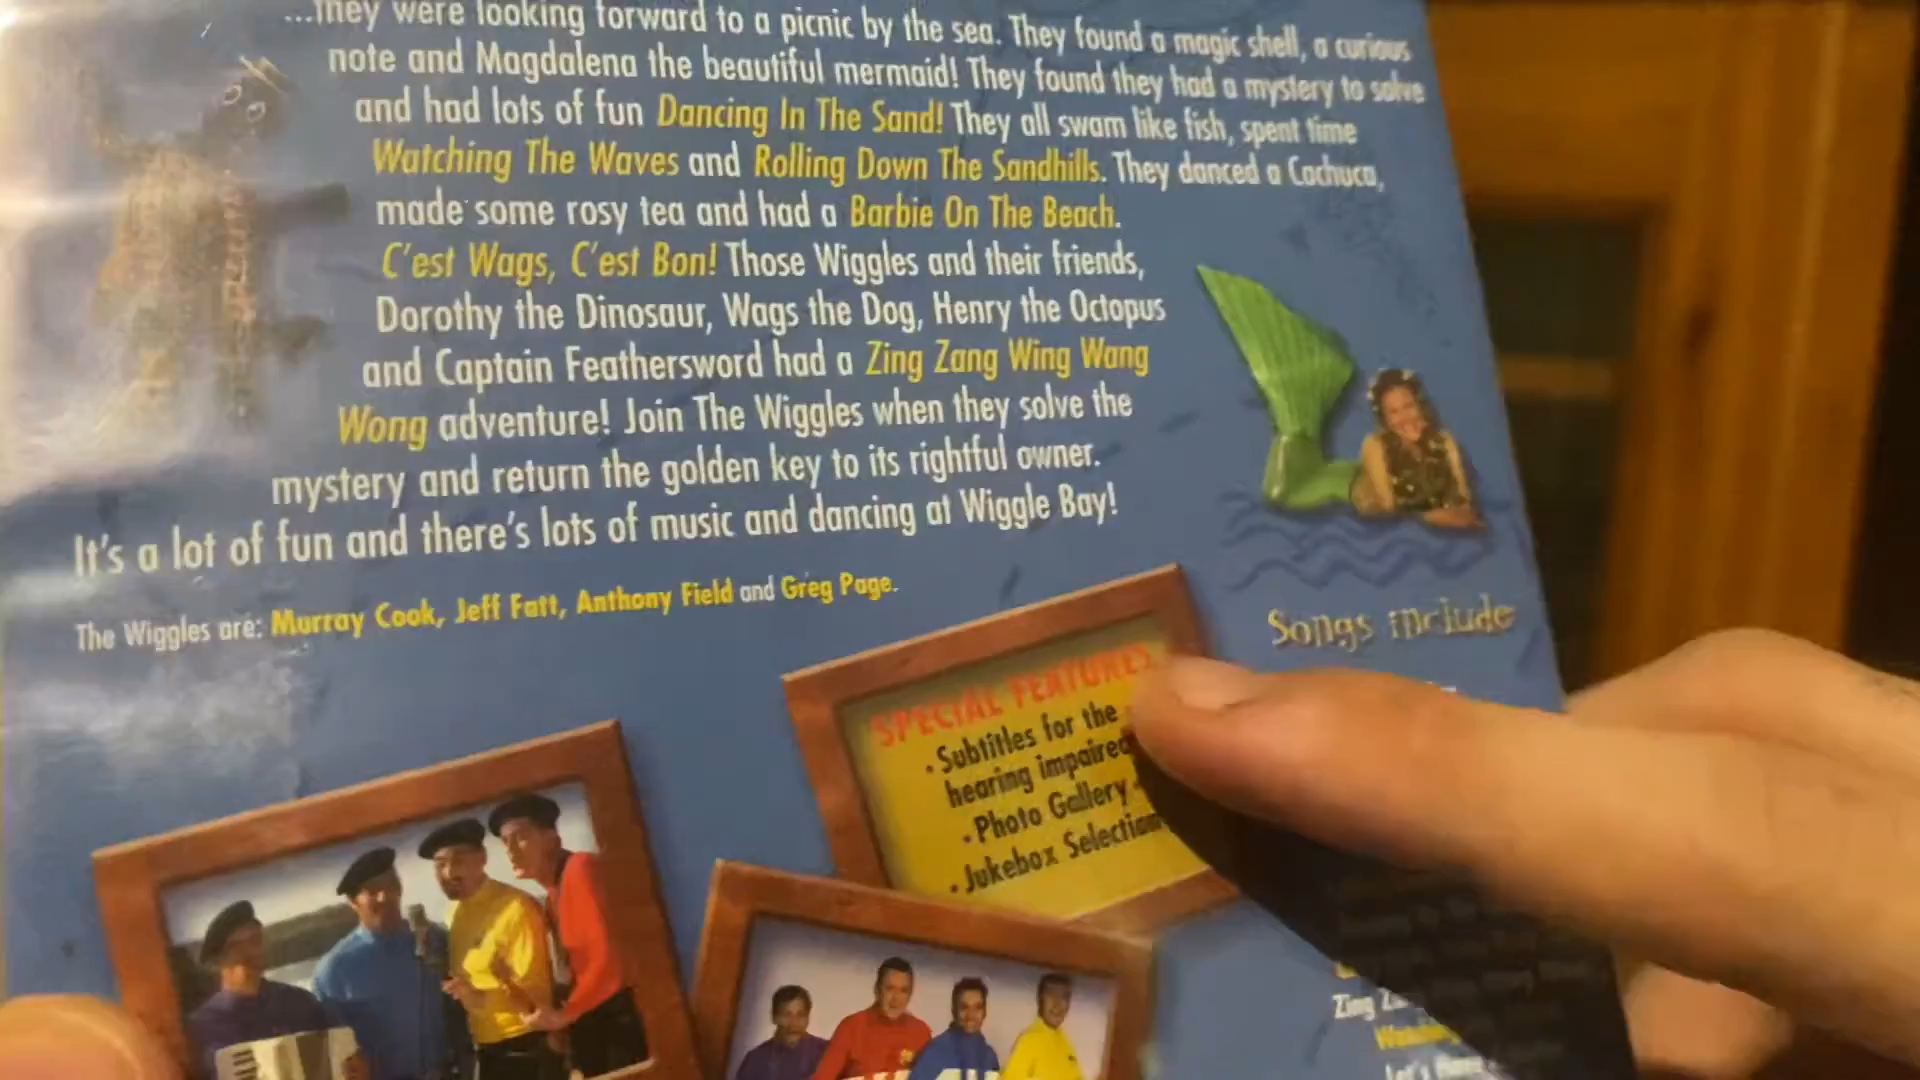 ...They were looking forward to a picnic by the sea. They found a magic shell, a curious
note and Magdalena the beautiful mermaid! They found they had a mystery to solve
and had lots of fun Dancing In The Sand! They all swam like fish, spent time
Watching The Waves and Rolling Down The Sandhills. They danced a Cachuca,
made some rosy tea and had a Barbie On The Beach.
C'est Wags, C'est Bon! Those Wiggles and their friends,
Dorothy the Dinosaur, Wags the Dog, Henry the Octopus
and Captain Feathersword had a Zing Zang Wing Wang
Wong adventure! Join The Wiggles when they solve the
mystery and return the golden key to its rightful owner.
It's a lot of fun and there's lots of music and dancing at Wiggle Bay!
The Wiggles are: Murray Cook, Jeff Fatt, Anthony Field and Greg Page.
Songs include
SPECIAL FEATURES
• Subtitles for the
hearing impaired
• Photo Gallery
• Jukebox Selection
Zing
Let's